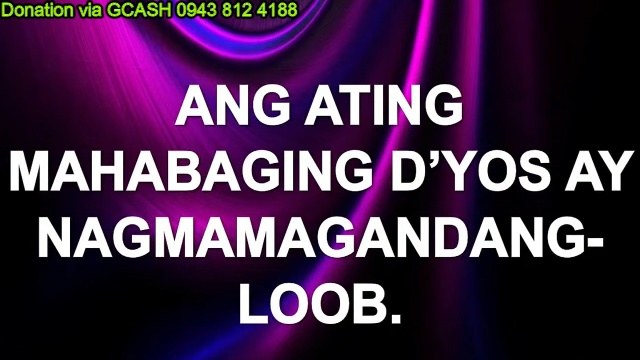 Donation via GCASH 0943 812 4188
ANG ATING
MAHABAGING D’YOS AY
NAGMAMAGANDANG-
LOOB.